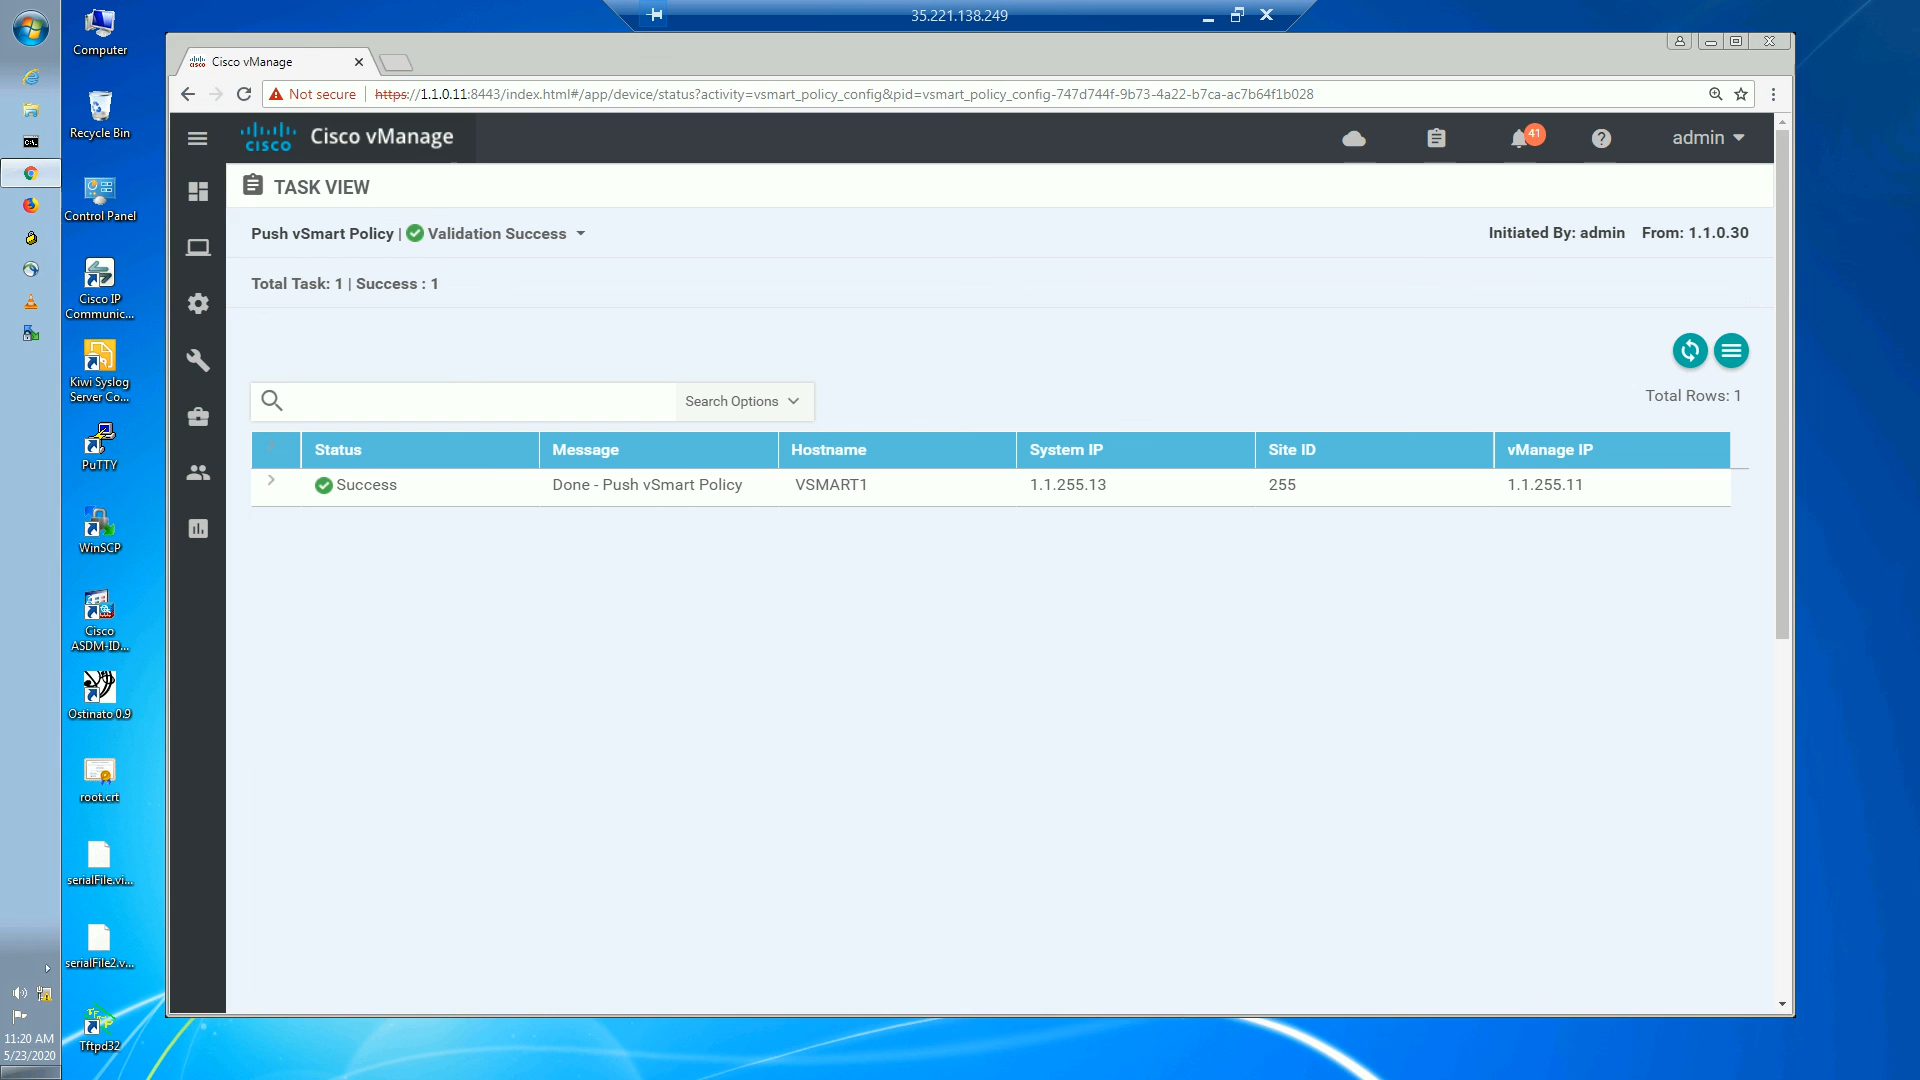 35.221.138.249
Computer
Recycle Bin
Control Panel
Cisco IP
Communic...
Kiwi Syslog
Server Co...
PuTTY
WinSCP
Cisco
ASDM-ID...
Ostinato 0.9
root.crt
serialFile.vi...
serialFile2.v...
Tftpd32
11:20 AM
5/23/2020
Cisco vManage
Not secure | https://1.1.0.11:8443/index.html#/app/device/status?activity=vsmart_policy_config&pid=vsmart_policy_config-747d744f-9b73-4a22-b7ca-ac7b64f1b028
cisco Cisco vManage
41
admin
TASK VIEW
Push vSmart Policy | Validation Success
Initiated By: admin From: 1.1.0.30
Total Task: 1 | Success : 1
Search Options
Total Rows: 1
Status Message Hostname System IP Site ID vManage IP
Success Done - Push vSmart Policy VSMART1 1.1.255.13 255 1.1.255.11